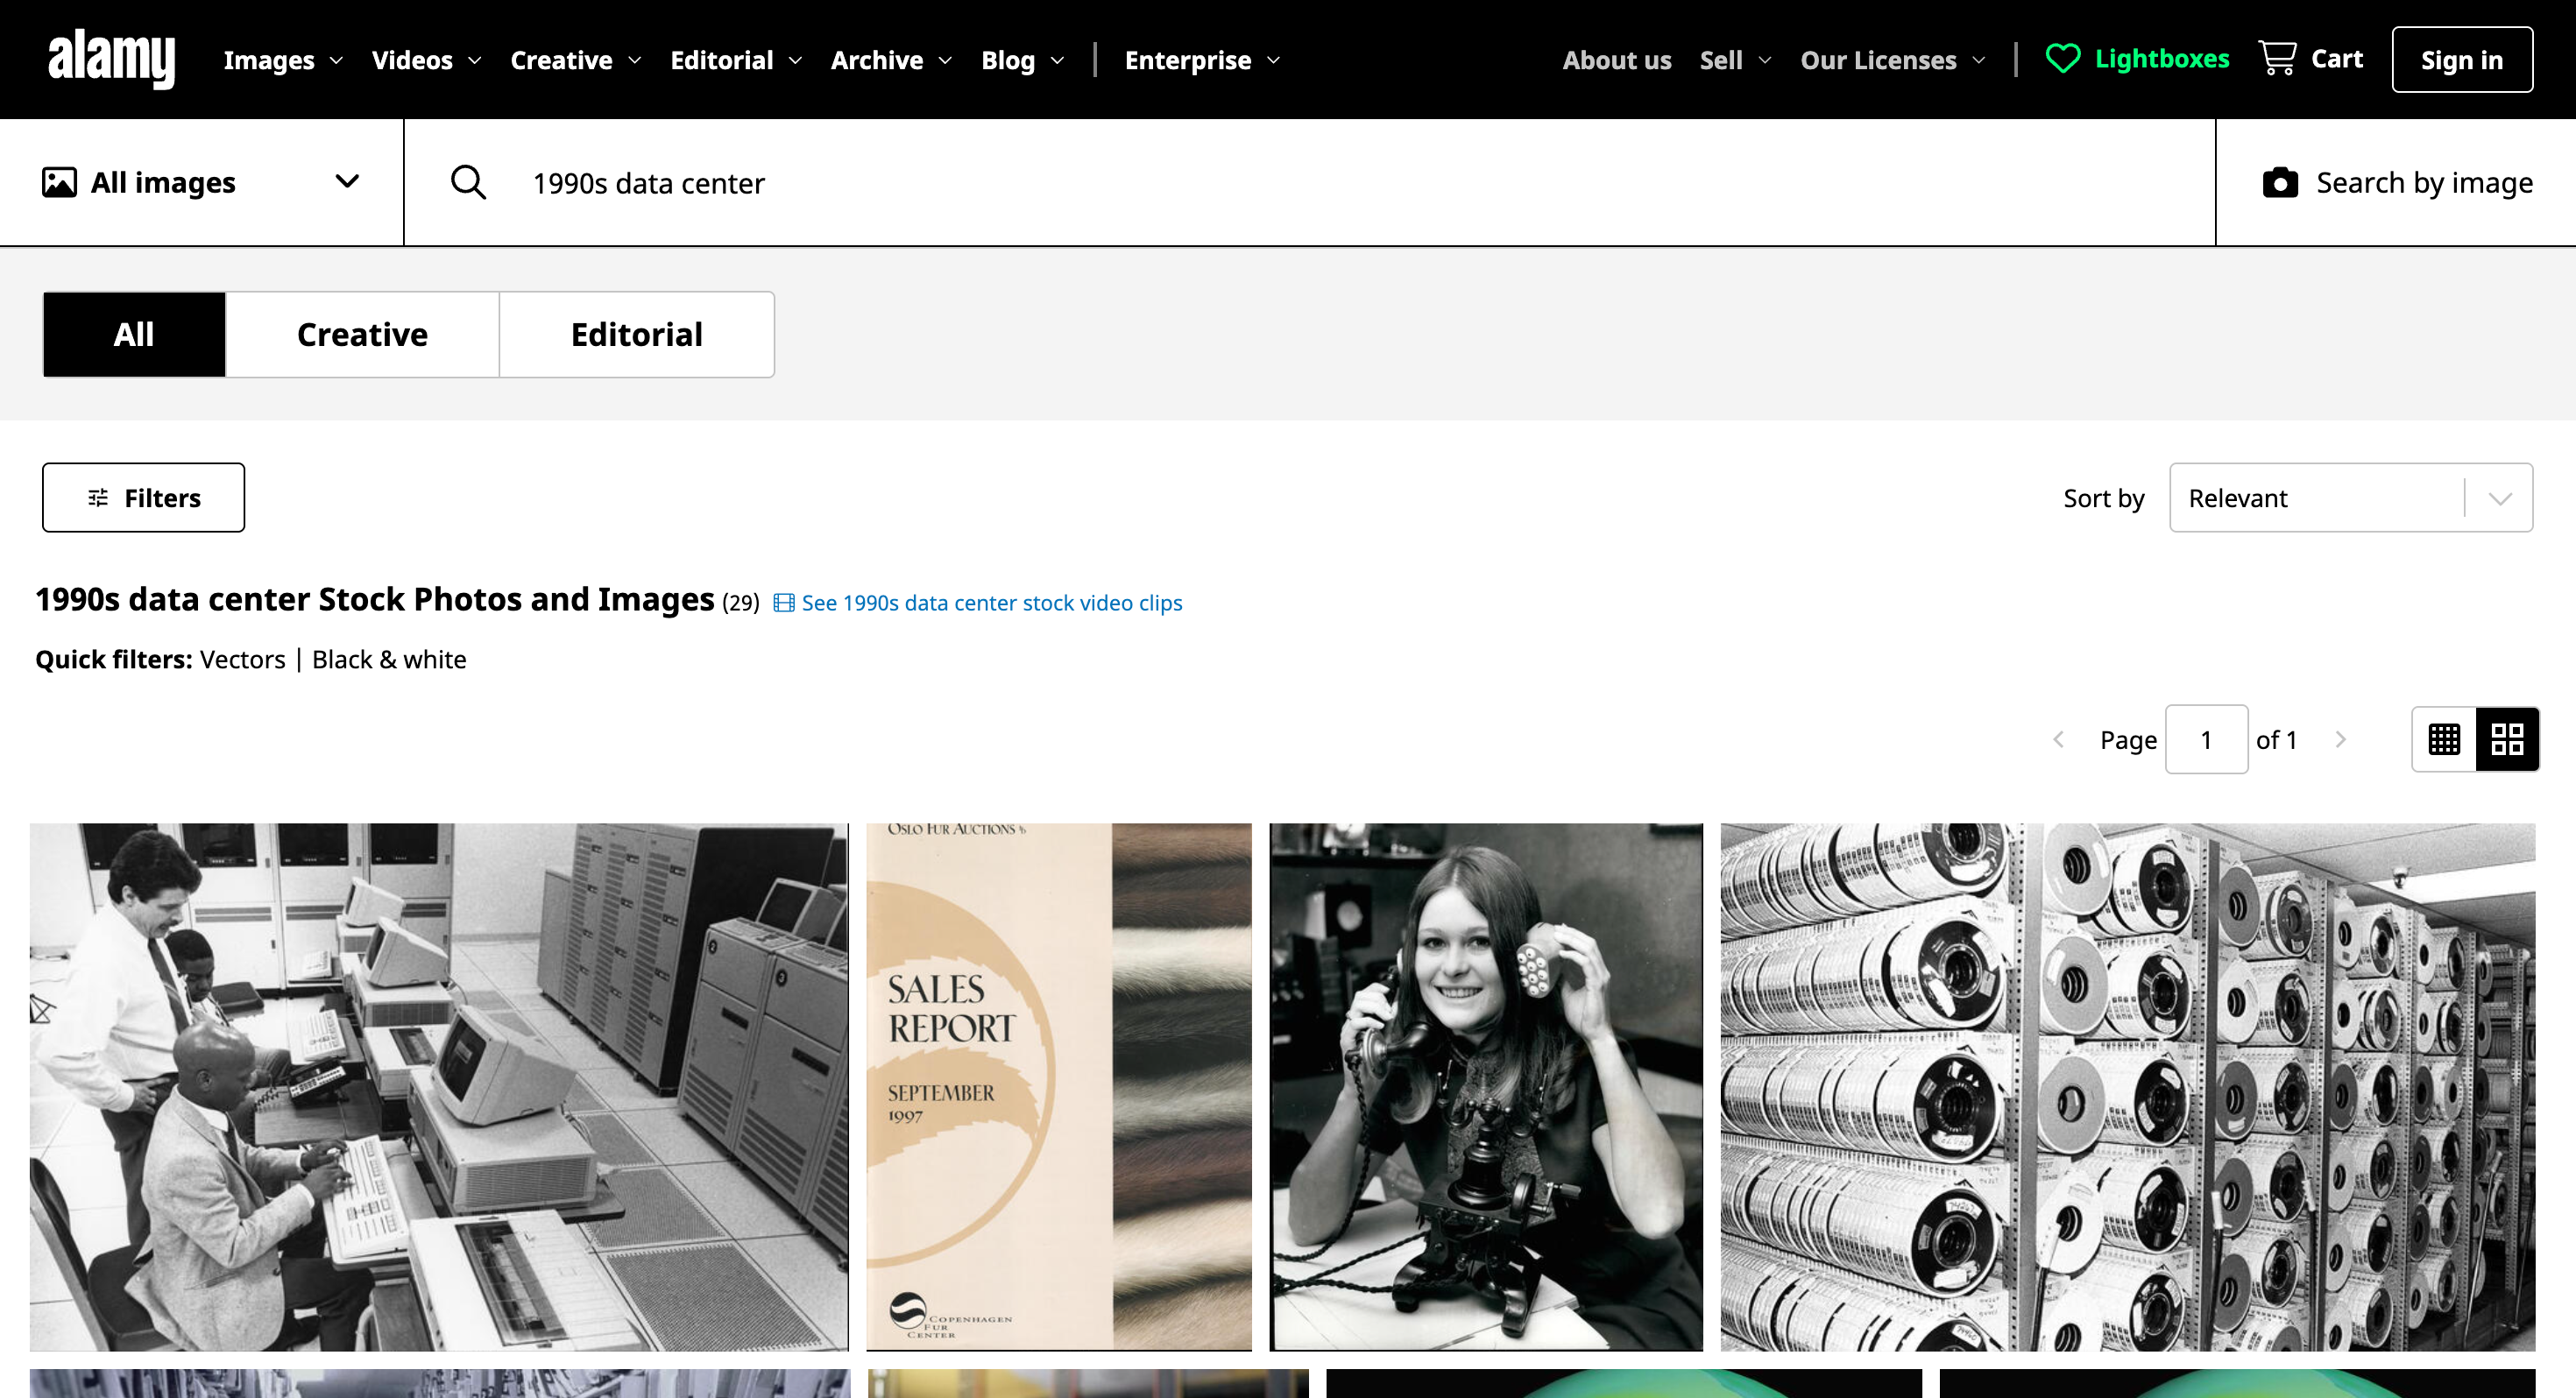 alamy
Images Videos Creative Editorial Archive Blog Enterprise About us Sell Our Licenses Lightboxes Cart Sign in
All images 1990s data center Search by image
All Creative Editorial
Filters Sort by Relevant
1990s data center Stock Photos and Images (29) See 1990s data center stock video clips
Quick filters: Vectors | Black & white
Page 1 of 1
OSLO FUR AUCTIONS
SALES
REPORT
SEPTEMBER
1997
COPENHAGEN
FUR
CENTER